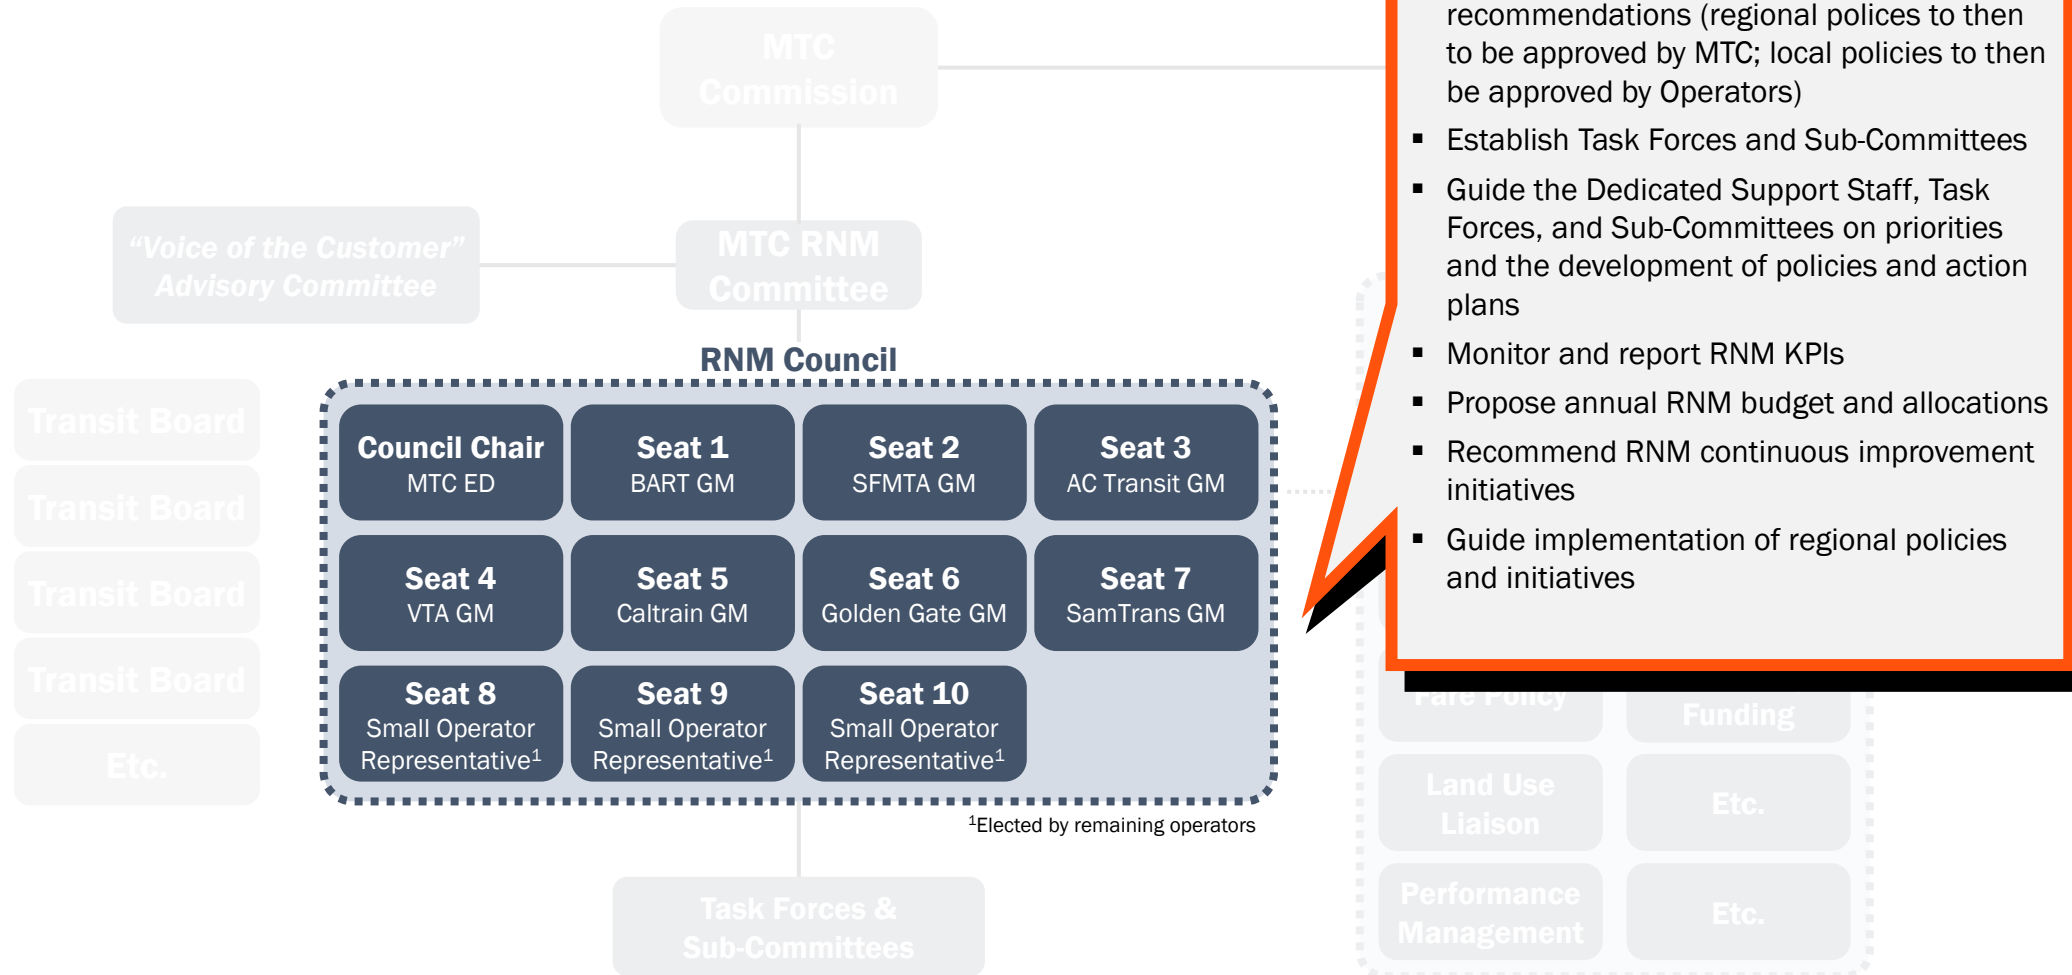 MTC
Commission
recommendations (regional polices to then
to be approved by MTC; local policies to then
be approved by Operators)
▪ Establish Task Forces and Sub-Committees
▪ Guide the Dedicated Support Staff, Task
Forces, and Sub-Committees on priorities
and the development of policies and action
plans
▪ Monitor and report RNM KPIs
▪ Propose annual RNM budget and allocations
▪ Recommend RNM continuous improvement
initiatives
▪ Guide implementation of regional policies
and initiatives
“Voice of the Customer”
Advisory Committee
MTC RNM
Committee
RNM Council
Transit Board
Transit Board
Transit Board
Transit Board
Etc.
Council Chair
MTC ED
Seat 1
BART GM
Seat 2
SFMTA GM
Seat 3
AC Transit GM
Seat 4
VTA GM
Seat 5
Caltrain GM
Seat 6
Golden Gate GM
Seat 7
SamTrans GM
Seat 8
Small Operator
Representative¹
Seat 9
Small Operator
Representative¹
Seat 10
Small Operator
Representative¹
¹Elected by remaining operators
Task Forces &
Sub-Committees
Fare Policy
Funding
Land Use
Liaison
Etc.
Performance
Management
Etc.